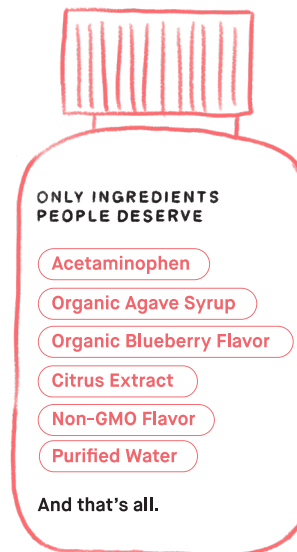 ONLY INGREDIENTS
PEOPLE DESERVE
Acetaminophen
Organic Agave Syrup
Organic Blueberry Flavor
Citrus Extract
Non-GMO Flavor
Purified Water
And that's all.